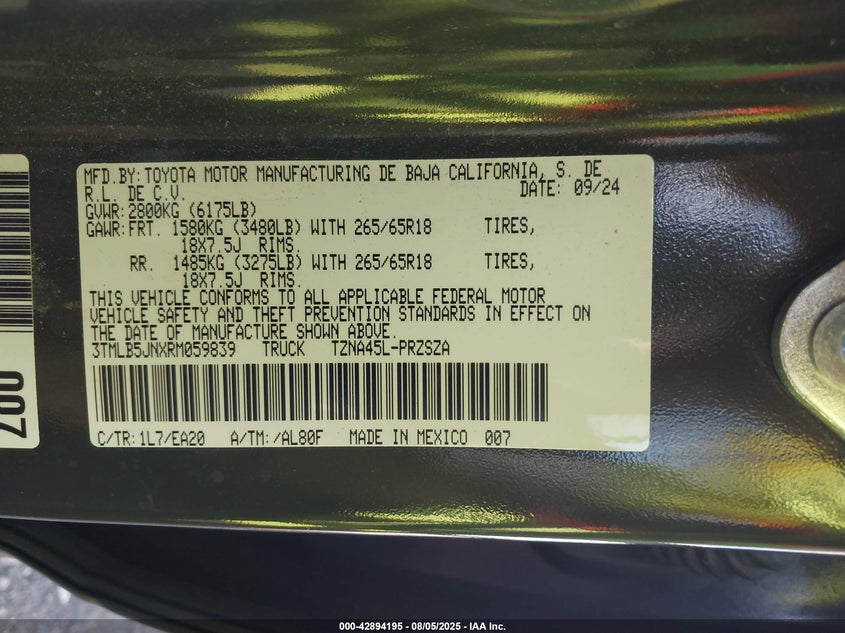 MFD.BY:TOYOTA MOTOR MANUFACTURING DE BAJA CALIFORNIA, S. DE
R.L. DE C.V. DATE: 09/24
GVWR:2800KG (6175LB)
GAWR:FRT. 1580KG (3480LB) WITH 265/65R18 TIRES,
18X7.5J RIMS.
RR. 1485KG (3275LB) WITH 265/65R18 TIRES,
18X7.5J RIMS.
THIS VEHICLE CONFORMS TO ALL APPLICABLE FEDERAL MOTOR
VEHICLE SAFETY AND THEFT PREVENTION STANDARDS IN EFFECT ON
THE DATE OF MANUFACTURE SHOWN ABOVE.
3TMLB5JNXRM059839 TRUCK TZNA45L-PRZSZA
C/TR:1L7/EA20 A/TM:/AL80F MADE IN MEXICO 007
000-42894195 - 08/05/2025 - IAA Inc.